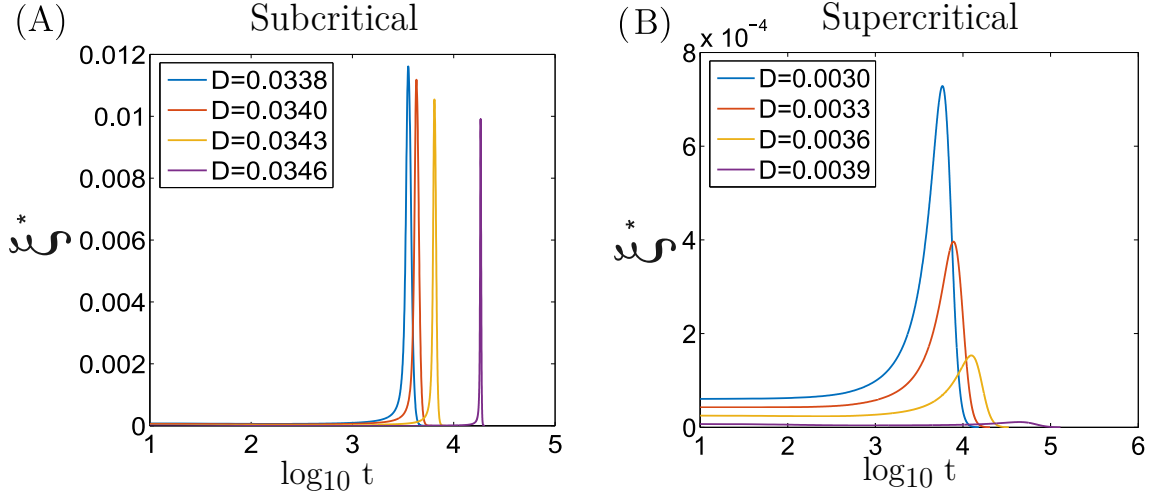 (A)
Subcritical
0.012
0.01
0.008
0.006
0.004
0.002
0
D=0.0338
D=0.0340
D=0.0343
D=0.0346
ξ*
1 2 3 4 5
log10 t
(B)
Supercritical
x 10⁻⁴
8
6
4
2
0
D=0.0030
D=0.0033
D=0.0036
D=0.0039
ξ*
1 2 3 4 5 6
log10 t